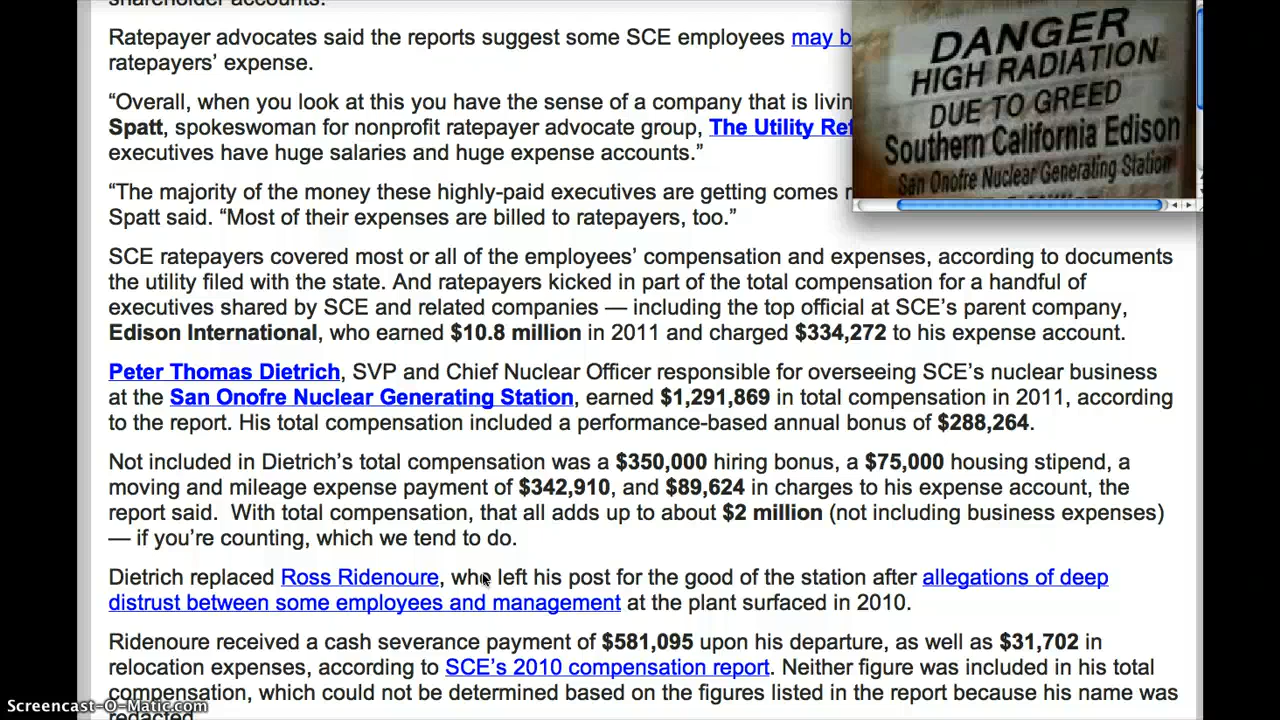 shareholder accounts.
Ratepayer advocates said the reports suggest some SCE employees may b
ratepayers’ expense.
“Overall, when you look at this you have the sense of a company that is livin
Spatt, spokeswoman for nonprofit ratepayer advocate group, The Utility Ref
executives have huge salaries and huge expense accounts.”
“The majority of the money these highly-paid executives are getting comes
Spatt said. “Most of their expenses are billed to ratepayers, too.”
DANGER
HIGH RADIATION
DUE TO GREED
Southern California Edison
San Onofre Nuclear Generating Station
SCE ratepayers covered most or all of the employees’ compensation and expenses, according to documents
the utility filed with the state. And ratepayers kicked in part of the total compensation for a handful of
executives shared by SCE and related companies — including the top official at SCE’s parent company,
Edison International, who earned $10.8 million in 2011 and charged $334,272 to his expense account.
Peter Thomas Dietrich, SVP and Chief Nuclear Officer responsible for overseeing SCE’s nuclear business
at the San Onofre Nuclear Generating Station, earned $1,291,869 in total compensation in 2011, according
to the report. His total compensation included a performance-based annual bonus of $288,264.
Not included in Dietrich’s total compensation was a $350,000 hiring bonus, a $75,000 housing stipend, a
moving and mileage expense payment of $342,910, and $89,624 in charges to his expense account, the
report said. With total compensation, that all adds up to about $2 million (not including business expenses)
— if you’re counting, which we tend to do.
Dietrich replaced Ross Ridenoure, who left his post for the good of the station after allegations of deep
distrust between some employees and management at the plant surfaced in 2010.
Ridenoure received a cash severance payment of $581,095 upon his departure, as well as $31,702 in
relocation expenses, according to SCE’s 2010 compensation report. Neither figure was included in his total
compensation, which could not be determined based on the figures listed in the report because his name was
redacted
Screencast-O-Matic.com